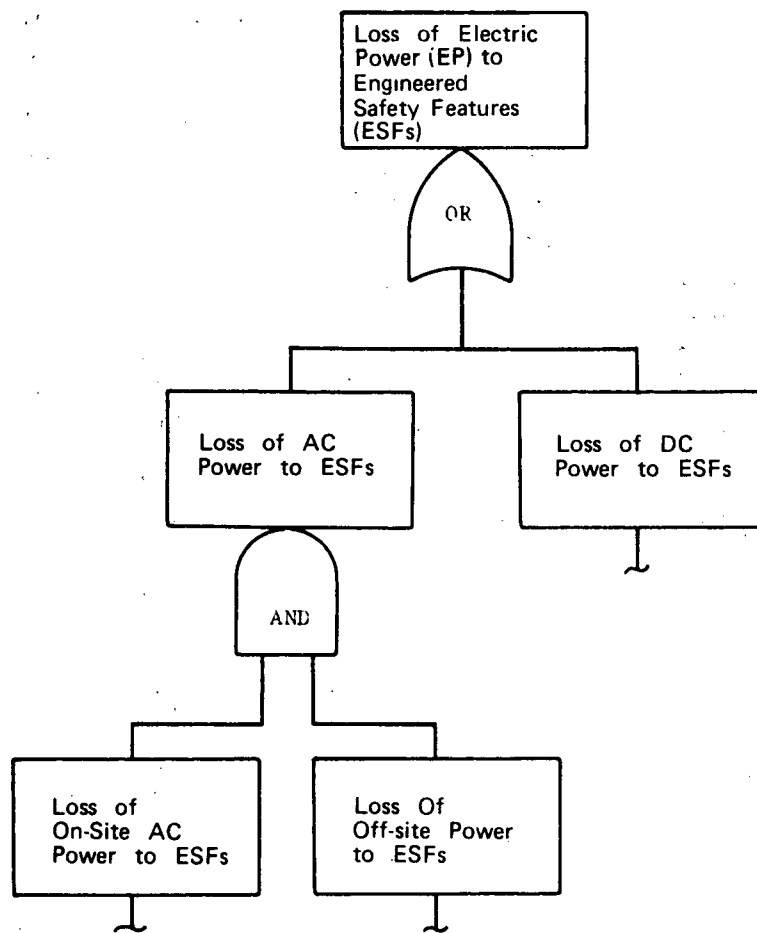 Loss of Electric
Power (EP) to
Engineered
Safety Features
(ESFs)
OR
Loss of AC
Power to ESFs
Loss of DC
Power to ESFs
AND
Loss of
On-Site AC
Power to ESFs
Loss Of
Off-site Power
to ESFs